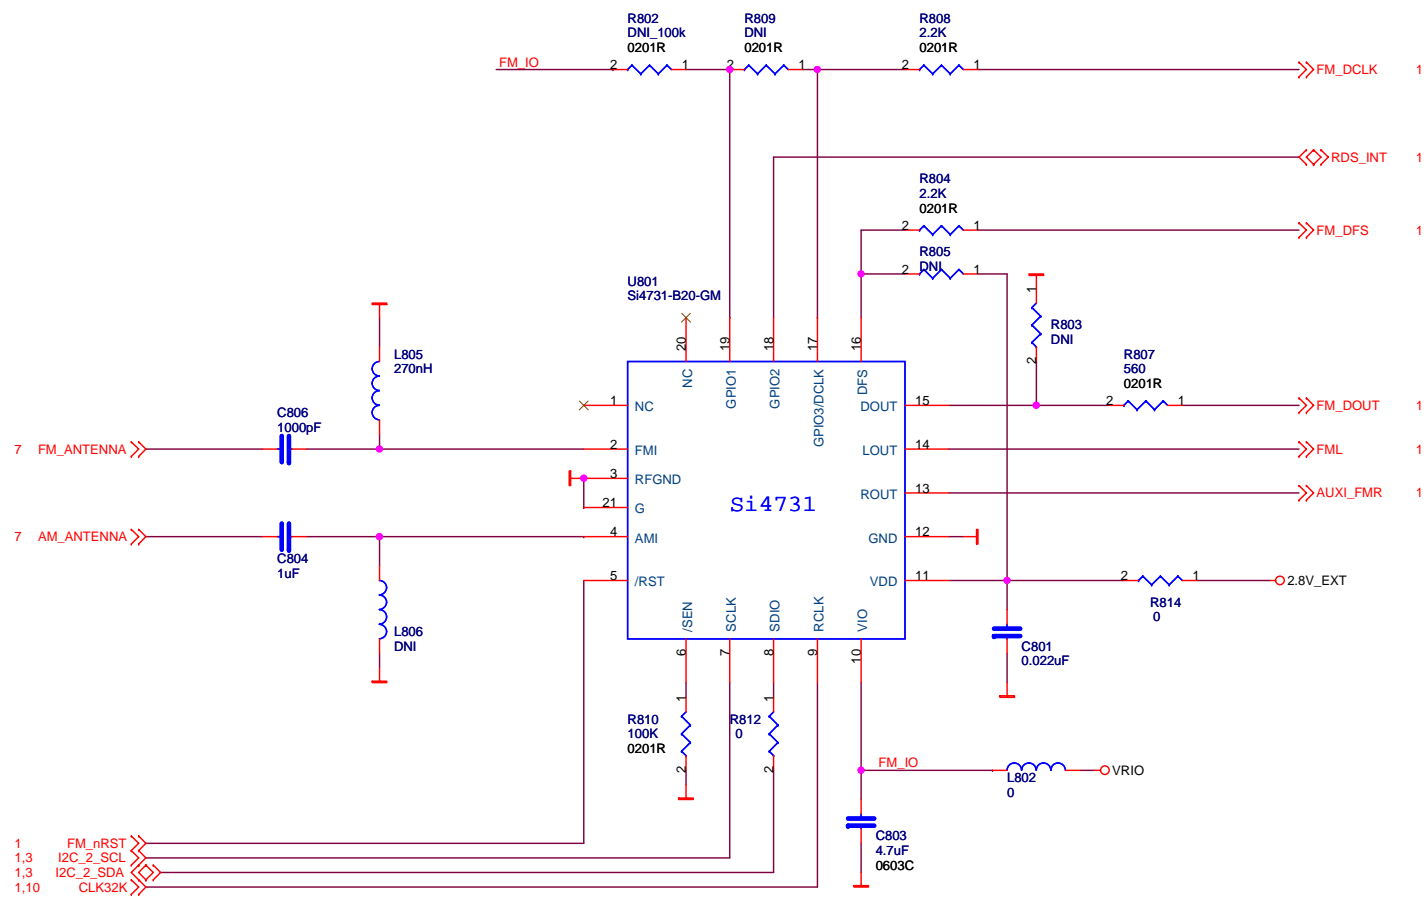 R802
DNI_100k
0201R
R809
DNI
0201R
R808
2.2K
0201R
FM_IO
2
1
2
1
2
1
FM_DCLK
1
RDS_INT
1
R804
2.2K
0201R
2
1
FM_DFS
1
R805
DNI
2
1
U801
Si4731-B20-GM
1
R803
DNI
2
20
19
18
17
16
L805
270nH
R807
560
0201R
NC
GPIO1
GPIO2
GPIO3/DCLK
DFS
C806
1000pF
1
NC
DOUT
15
2
1
FM_DOUT
1
7
FM_ANTENNA
2
FMI
LOUT
14
FML
1
3
RFGND
ROUT
13
AUXI_FMR
1
21
G
Si4731
7
AM_ANTENNA
4
AMI
GND
12
C804
1uF
5
/RST
VDD
11
2
1
2.8V_EXT
R814
0
/SEN
SCLK
SDIO
RCLK
VIO
L806
DNI
6
7
8
9
10
C801
0.022uF
1
1
R810
100K
0201R
R812
0
2
2
FM_IO
L802
0
VRIO
C803
4.7uF
0603C
1
FM_nRST
1,3
I2C_2_SCL
1,3
I2C_2_SDA
1,10
CLK32K